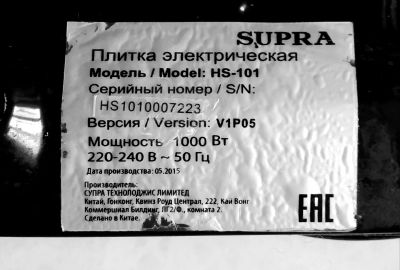 SUPRA
Плитка электрическая
Модель / Model: HS-101
Серийный номер / S/N:
HS1010007223
Версия / Version: V1P05
Мощность 1000 Вт
220-240 В ~ 50 Гц
Дата производства: 05.2015
Производитель:
СУПРА ТЕХНОЛОДЖИС ЛИМИТЕД
Китай, Гонконг, Квинз Роуд Централ, 222, Кай Вонг
Коммершиал Билдинг, ЛГ2/Ф., комната 2.
Сделано в Китае.
EAC